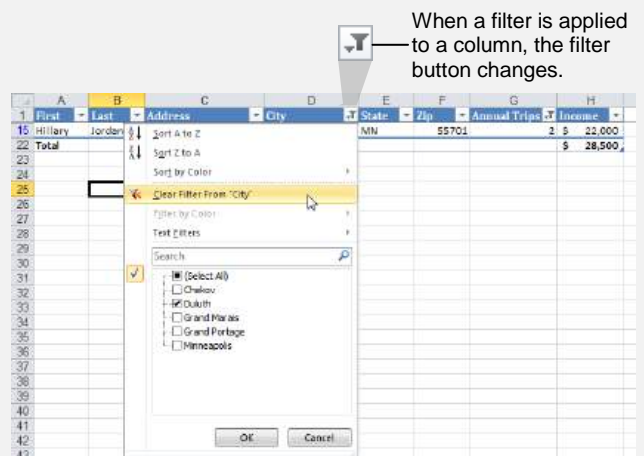 When a filter is applied
to a column, the filter
button changes.
A B C D E F G H
1 First Last Address City State Zip Annual Trips Income
15 Hillary Jordan MN 55701 2 $ 22,000
22 Total $ 28,500
23
24
25
26
27
28
29
30
31
32
33
34
35
36
37
38
39
40
41
42
43
Sort A to Z
Sort Z to A
Sort by Color
Clear Filter From "City"
Filter by Color
Text Filters
Search
(Select All)
Chekov
Duluth
Grand Marais
Grand Portage
Minneapolis
OK Cancel